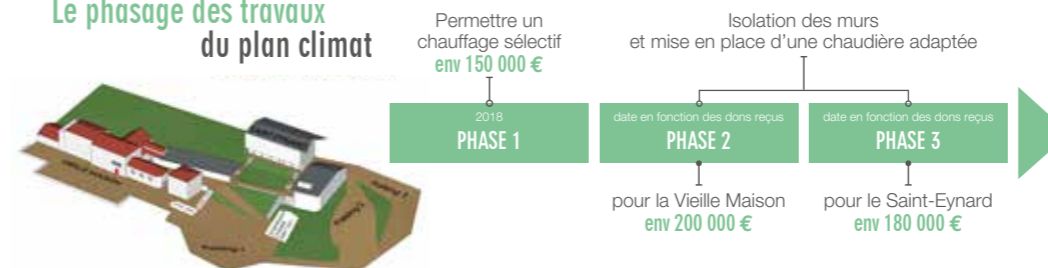 Le phasage des travaux
du plan climat
Permettre un
chauffage sélectif
env 150 000 €
Isolation des murs
et mise en place d'une chaudière adaptée
2018
PHASE 1
date en fonction des dons reçus
PHASE 2
date en fonction des dons reçus
PHASE 3
pour la Vieille Maison
env 200 000 €
pour le Saint-Eynard
env 180 000 €